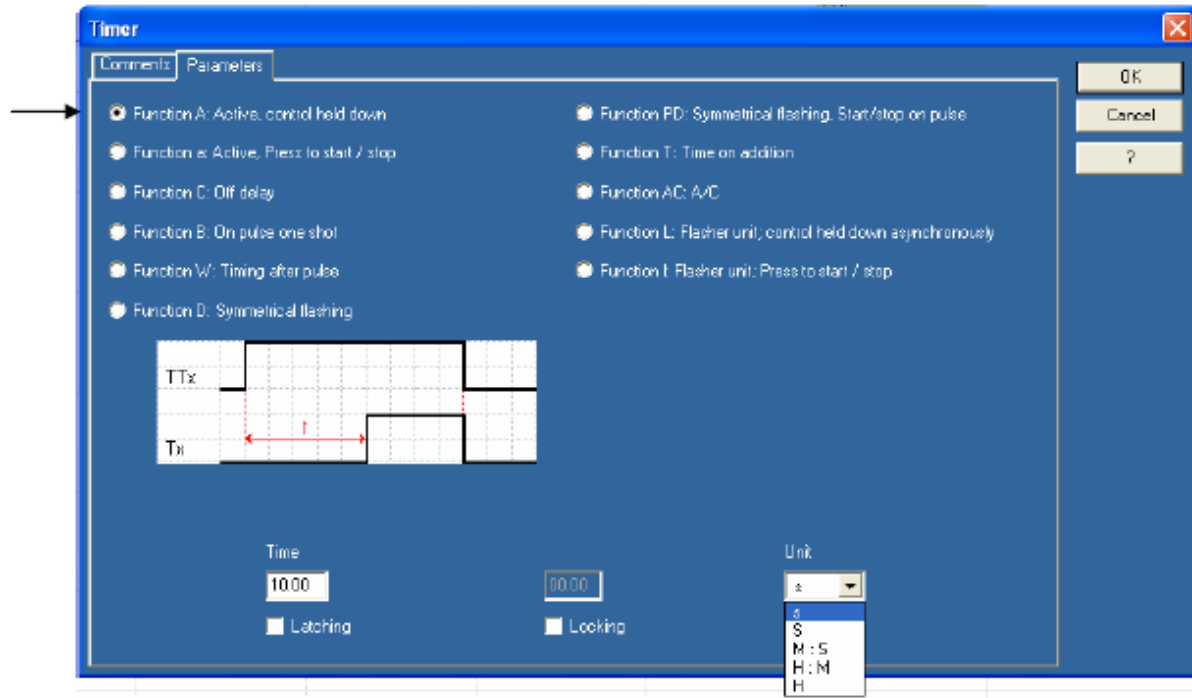 Timer
Comments Parameters
OK
Cancel
?
Function A: Active, control held down
Function a: Active, Press to start / stop
Function C: Off delay
Function B: On pulse one shot
Function W: Timing after pulse
Function D: Symmetrical flashing
Function PD: Symmetrical flashing, Start/stop on pulse
Function T: Time on addition
Function AC: A/C
Function L: Flasher unit; control held down asynchronously
Function l: Flasher unit; Press to start / stop
TTx
t
Tx
Time
Unit
10.00
00.00
s
Latching
Locking
s
S
M : S
H : M
H